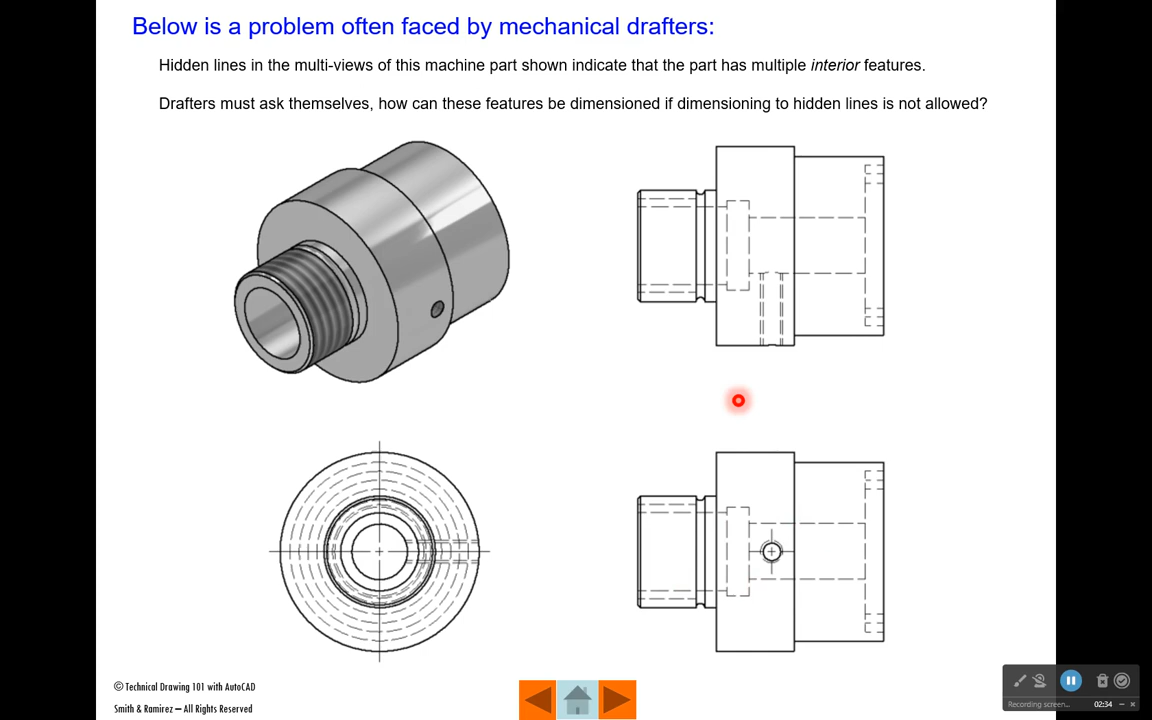 Below is a problem often faced by mechanical drafters:
Hidden lines in the multi-views of this machine part shown indicate that the part has multiple interior features.
Drafters must ask themselves, how can these features be dimensioned if dimensioning to hidden lines is not allowed?
© Technical Drawing 101 with AutoCAD
Smith & Ramirez – All Rights Reserved
Recording screen... 02:34